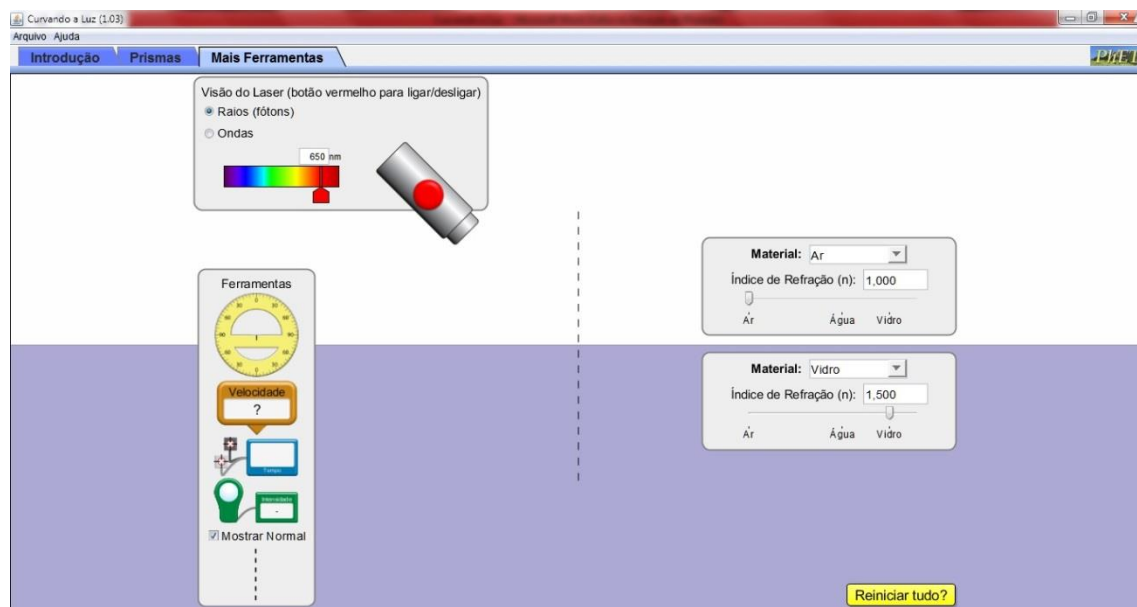 Curvando a Luz (1.03)
Arquivo Ajuda
Introdução Prismas Mais Ferramentas
PhET
Visão do Laser (botão vermelho para ligar/desligar)
Raios (fótons)
Ondas
650 nm
Material: Ar
Índice de Refração (n): 1,000
Ar Água Vidro
Ferramentas
Material: Vidro
Índice de Refração (n): 1,500
Ar Água Vidro
Velocidade
?
Tempo
Intensidade
-
Mostrar Normal
Reiniciar tudo?